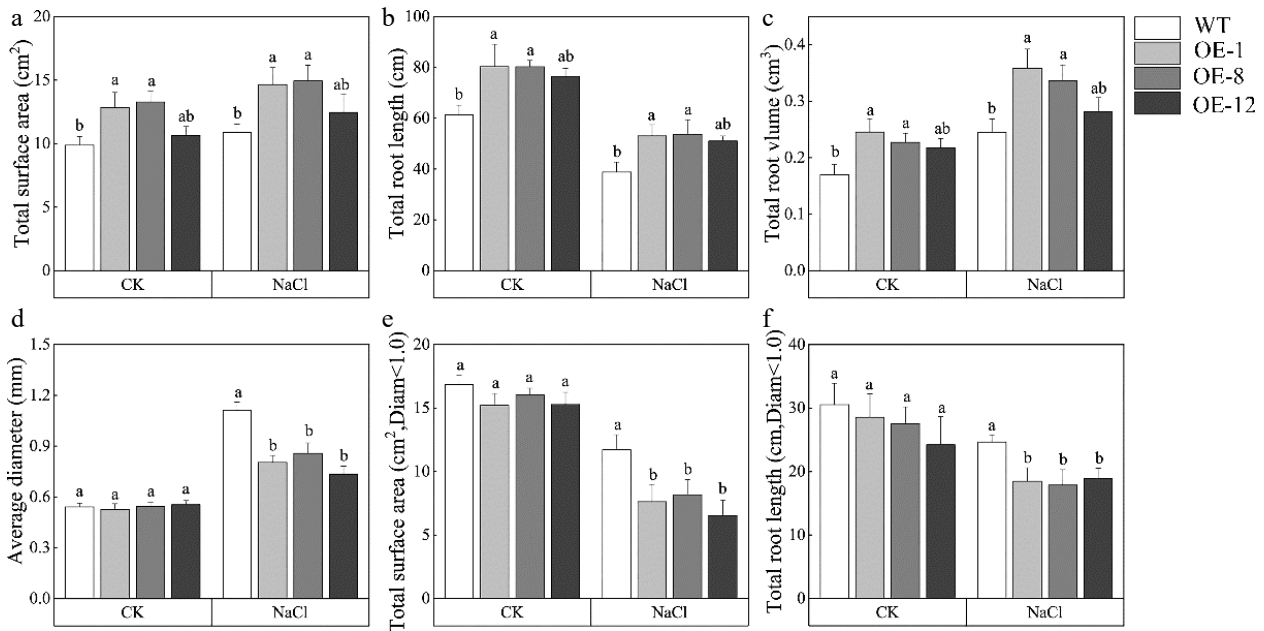 a
Total surface area (cm²)
20
15
10
5
0
b
a
a
ab
b
a
a
ab
CK
NaCl
b
Total root length (cm)
100
80
60
40
20
0
b
a
a
ab
b
a
a
ab
CK
NaCl
c
Total root vlume (cm³)
0.4
0.3
0.2
0.1
0.0
b
a
a
ab
b
a
a
ab
CK
NaCl
WT
OE-1
OE-8
OE-12
d
Average diameter (mm)
1.5
1.2
0.9
0.6
0.3
0.0
a
a
a
a
a
b
b
b
CK
NaCl
e
Total surface area (cm²,Diam<1.0)
20
15
10
5
0
a
a
a
a
a
b
b
b
CK
NaCl
f
Total root length (cm,Diam<1.0)
40
30
20
10
0
a
a
a
a
a
b
b
b
CK
NaCl